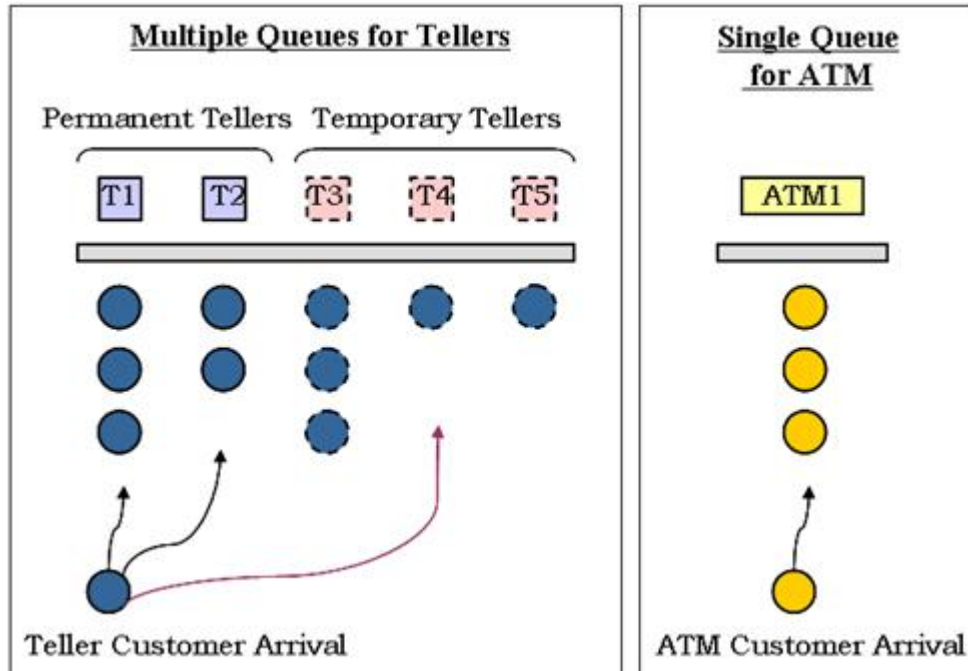 Multiple Queues for Tellers
Permanent Tellers Temporary Tellers
T1 T2 T3 T4 T5
Teller Customer Arrival
Single Queue
for ATM
ATM1
ATM Customer Arrival